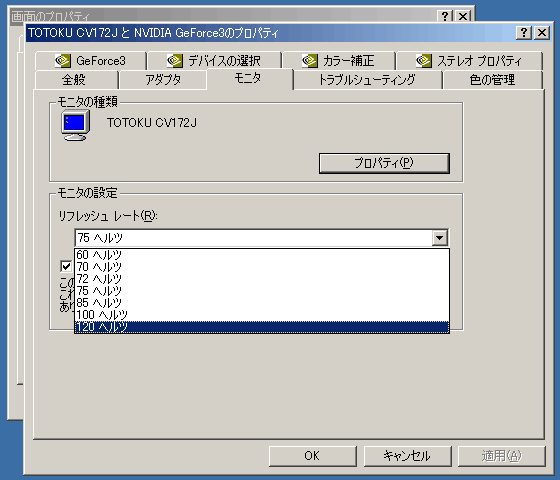 画面のプロパティ
TOTOKU CV172J と NVIDIA GeForce3のプロパティ
GeForce3
デバイスの選択
カラー補正
ステレオ プロパティ
全般
アダプタ
モニタ
トラブルシューティング
色の管理
モニタの種類
TOTOKU CV172J
プロパティ(P)
モニタの設定
リフレッシュ レート(R):
75 ヘルツ
60 ヘルツ
70 ヘルツ
72 ヘルツ
75 ヘルツ
85 ヘルツ
100 ヘルツ
120 ヘルツ
OK
キャンセル
適用(A)